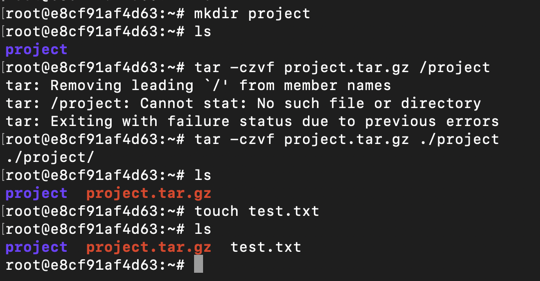 [root@e8cf91af4d63:~# mkdir project
[root@e8cf91af4d63:~# ls
project
[root@e8cf91af4d63:~# tar -czvf project.tar.gz /project
tar: Removing leading `/' from member names
tar: /project: Cannot stat: No such file or directory
tar: Exiting with failure status due to previous errors
[root@e8cf91af4d63:~# tar -czvf project.tar.gz ./project
./project/
[root@e8cf91af4d63:~# ls
project  project.tar.gz
[root@e8cf91af4d63:~# touch test.txt
[root@e8cf91af4d63:~# ls
project  project.tar.gz  test.txt
root@e8cf91af4d63:~#